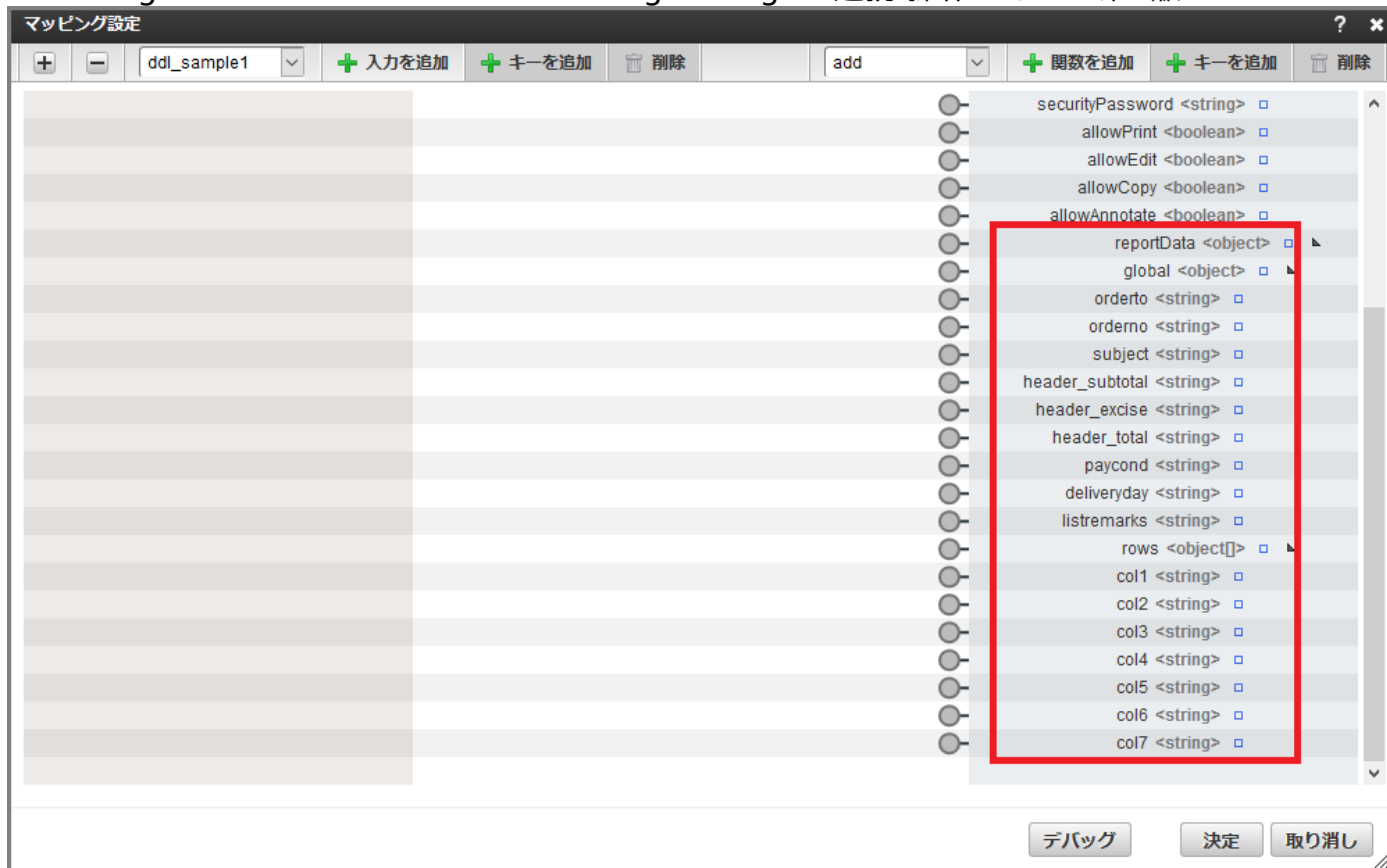 マッピング設定 ? ×
+ − ddl_sample1 入力を追加 キーを追加 削除 add 関数を追加 キーを追加 削除
securityPassword <string>
allowPrint <boolean>
allowEdit <boolean>
allowCopy <boolean>
allowAnnotate <boolean>
reportData <object>
global <object>
orderto <string>
orderno <string>
subject <string>
header_subtotal <string>
header_excise <string>
header_total <string>
paycond <string>
deliveryday <string>
listremarks <string>
rows <object[]>
col1 <string>
col2 <string>
col3 <string>
col4 <string>
col5 <string>
col6 <string>
col7 <string>
デバッグ 決定 取り消し